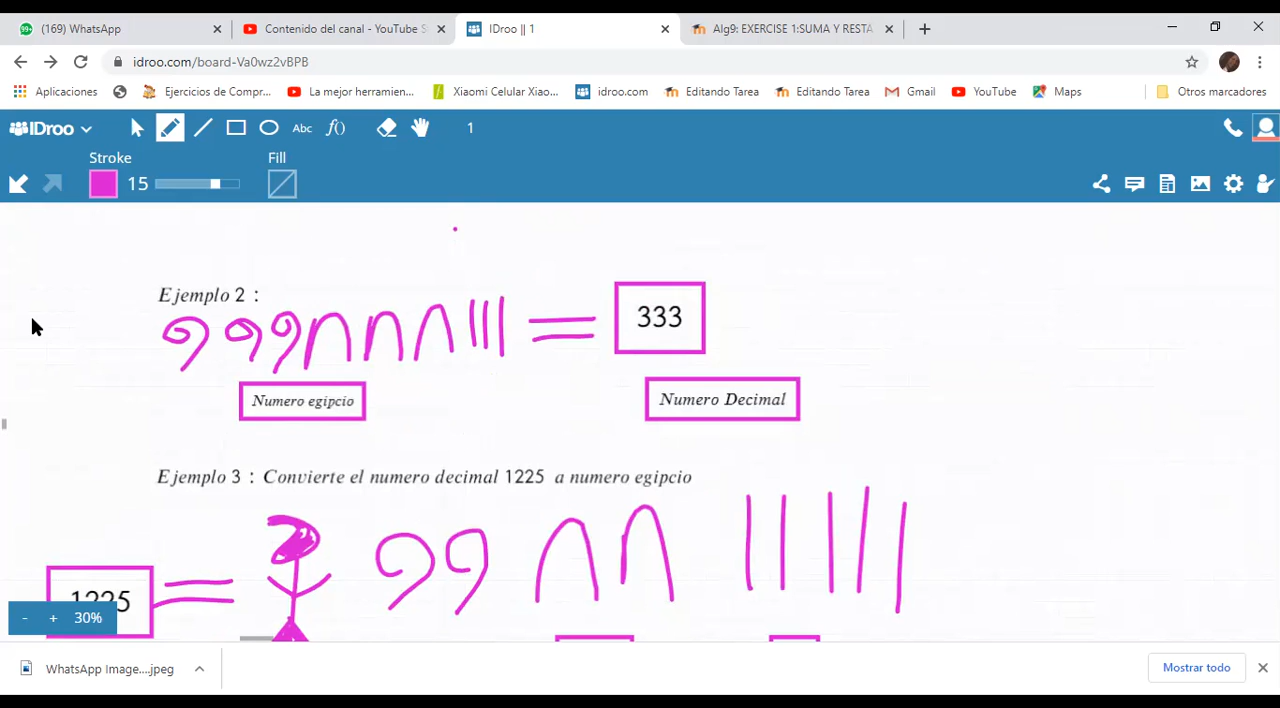 (169) WhatsApp
Contenido del canal - YouTube S
IDroo || 1
Alg9: EXERCISE 1:SUMA Y RESTA
idroo.com/board-Va0wz2vBPB
Aplicaciones
Ejercicios de Compr...
La mejor herramien...
Xiaomi Celular Xiao...
idroo.com
Editando Tarea
Editando Tarea
Gmail
YouTube
Maps
Otros marcadores
IDroo
Abc
f()
1
Stroke
Fill
15
Ejemplo 2 :
= 333
Numero egipcio
Numero Decimal
Ejemplo 3 : Convierte el numero decimal 1225 a numero egipcio
1225 =
- + 30%
WhatsApp Image....jpeg
Mostrar todo